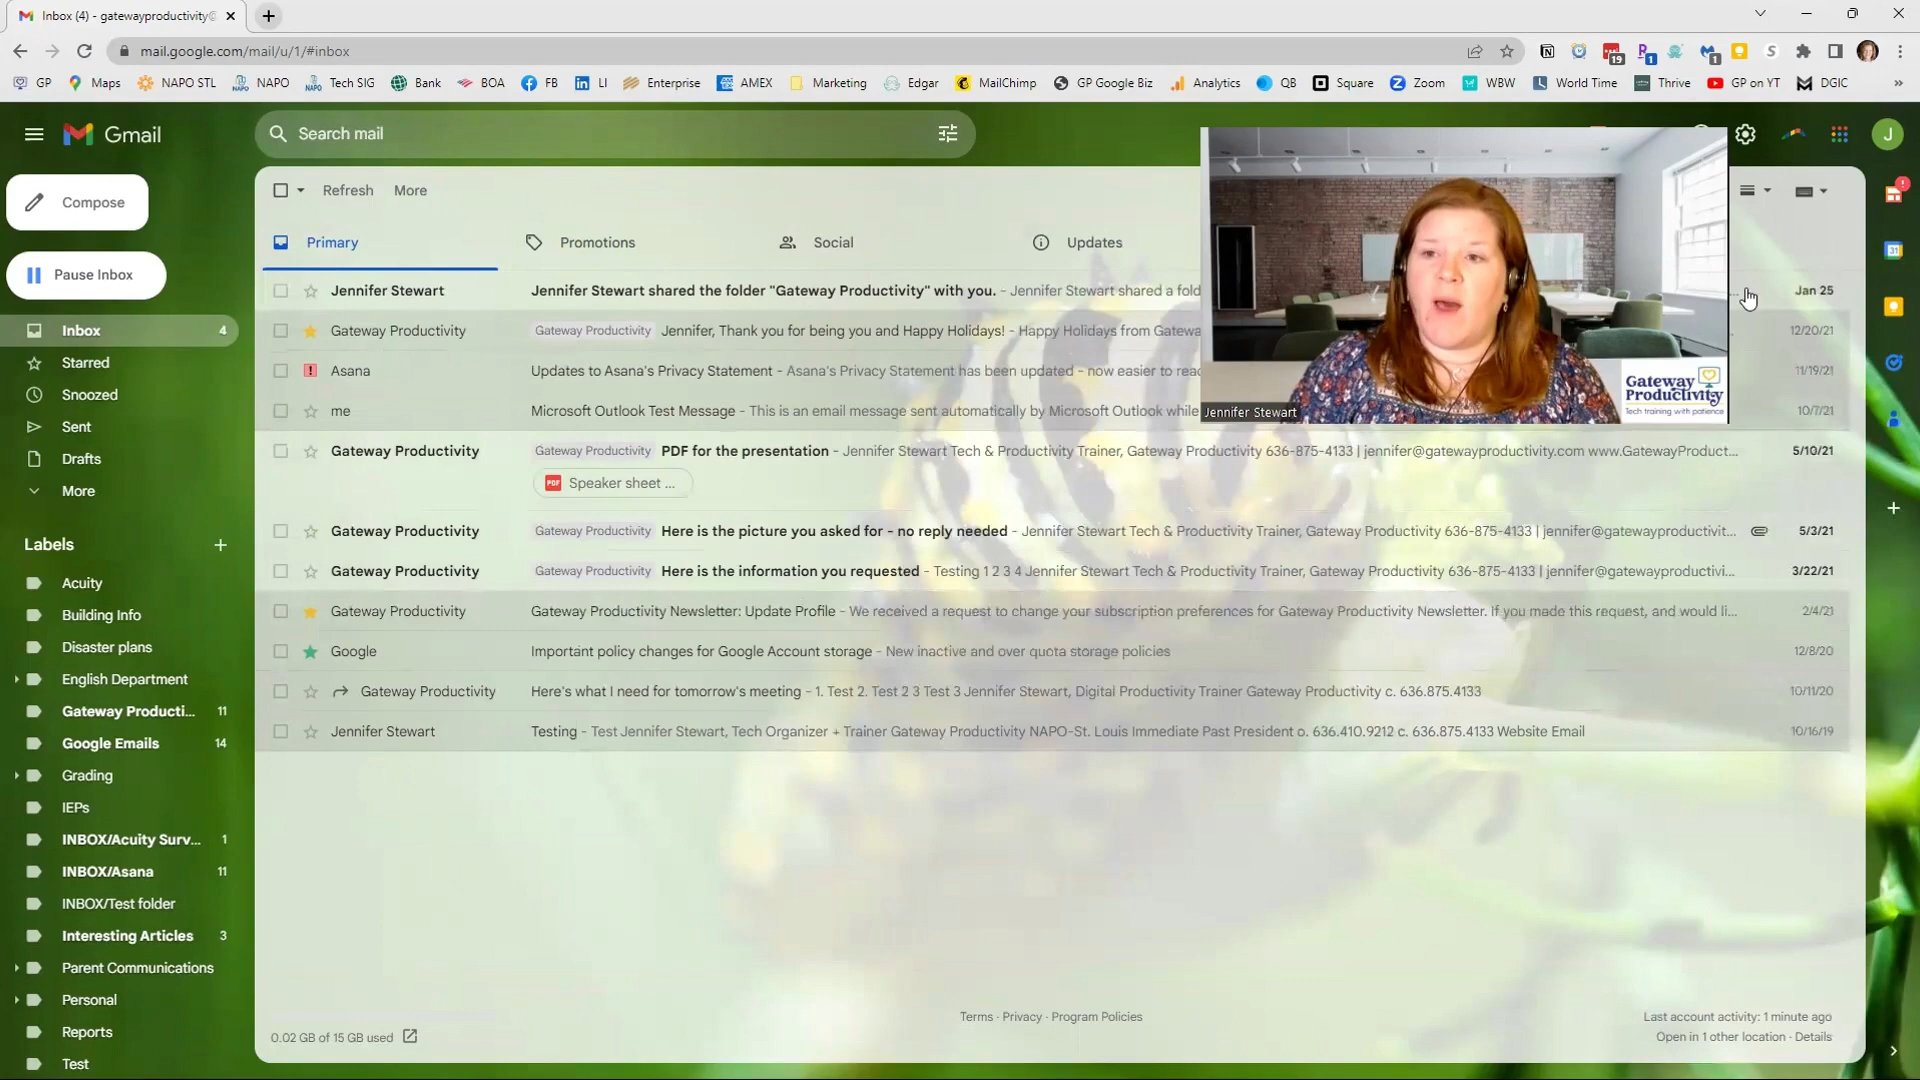 Inbox (4) - gatewayproductivity@
mail.google.com/mail/u/1/#inbox
19
1
1
GP Maps NAPO STL NAPO Tech SIG Bank BOA FB LI Enterprise AMEX Marketing Edgar MailChimp GP Google Biz Analytics QB Square Zoom WBW World Time Thrive GP on YT DGIC
Gmail
Search mail
J
Compose
Refresh More
Pause Inbox
Primary Promotions Social Updates
Inbox 4
Starred
Snoozed
Sent
Drafts
More
Labels
Acuity
Building Info
Disaster plans
English Department
Gateway Producti... 11
Google Emails 14
Grading
IEPs
INBOX/Acuity Surv... 1
INBOX/Asana 11
INBOX/Test folder
Interesting Articles 3
Parent Communications
Personal
Reports
Test
Jennifer Stewart Jennifer Stewart shared the folder "Gateway Productivity" with you. - Jennifer Stewart shared a fold Jan 25
Gateway Productivity Gateway Productivity Jennifer, Thank you for being you and Happy Holidays! - Happy Holidays from Gatewa 12/20/21
Asana Updates to Asana's Privacy Statement - Asana's Privacy Statement has been updated - now easier to reac 11/19/21
me Microsoft Outlook Test Message - This is an email message sent automatically by Microsoft Outlook while 10/7/21
Gateway Productivity Gateway Productivity PDF for the presentation - Jennifer Stewart Tech & Productivity Trainer, Gateway Productivity 636-875-4133 | jennifer@gatewayproductivity.com www.GatewayProduct... 5/10/21
PDF Speaker sheet ...
Gateway Productivity Gateway Productivity Here is the picture you asked for - no reply needed - Jennifer Stewart Tech & Productivity Trainer, Gateway Productivity 636-875-4133 | jennifer@gatewayproductivit... 5/3/21
Gateway Productivity Gateway Productivity Here is the information you requested - Testing 1 2 3 4 Jennifer Stewart Tech & Productivity Trainer, Gateway Productivity 636-875-4133 | jennifer@gatewayproductivi... 3/22/21
Gateway Productivity Gateway Productivity Newsletter: Update Profile - We received a request to change your subscription preferences for Gateway Productivity Newsletter. If you made this request, and would li... 2/4/21
Google Important policy changes for Google Account storage - New inactive and over quota storage policies 12/8/20
Gateway Productivity Here's what I need for tomorrow's meeting - 1. Test 2. Test 2 3 Test 3 Jennifer Stewart, Digital Productivity Trainer Gateway Productivity c. 636.875.4133 10/11/20
Jennifer Stewart Testing - Test Jennifer Stewart, Tech Organizer + Trainer Gateway Productivity NAPO-St. Louis Immediate Past President o. 636.410.9212 c. 636.875.4133 Website Email 10/16/19
Gateway
Productivity
Tech training with patience
Jennifer Stewart
0.02 GB of 15 GB used
Terms · Privacy · Program Policies
Last account activity: 1 minute ago
Open in 1 other location · Details